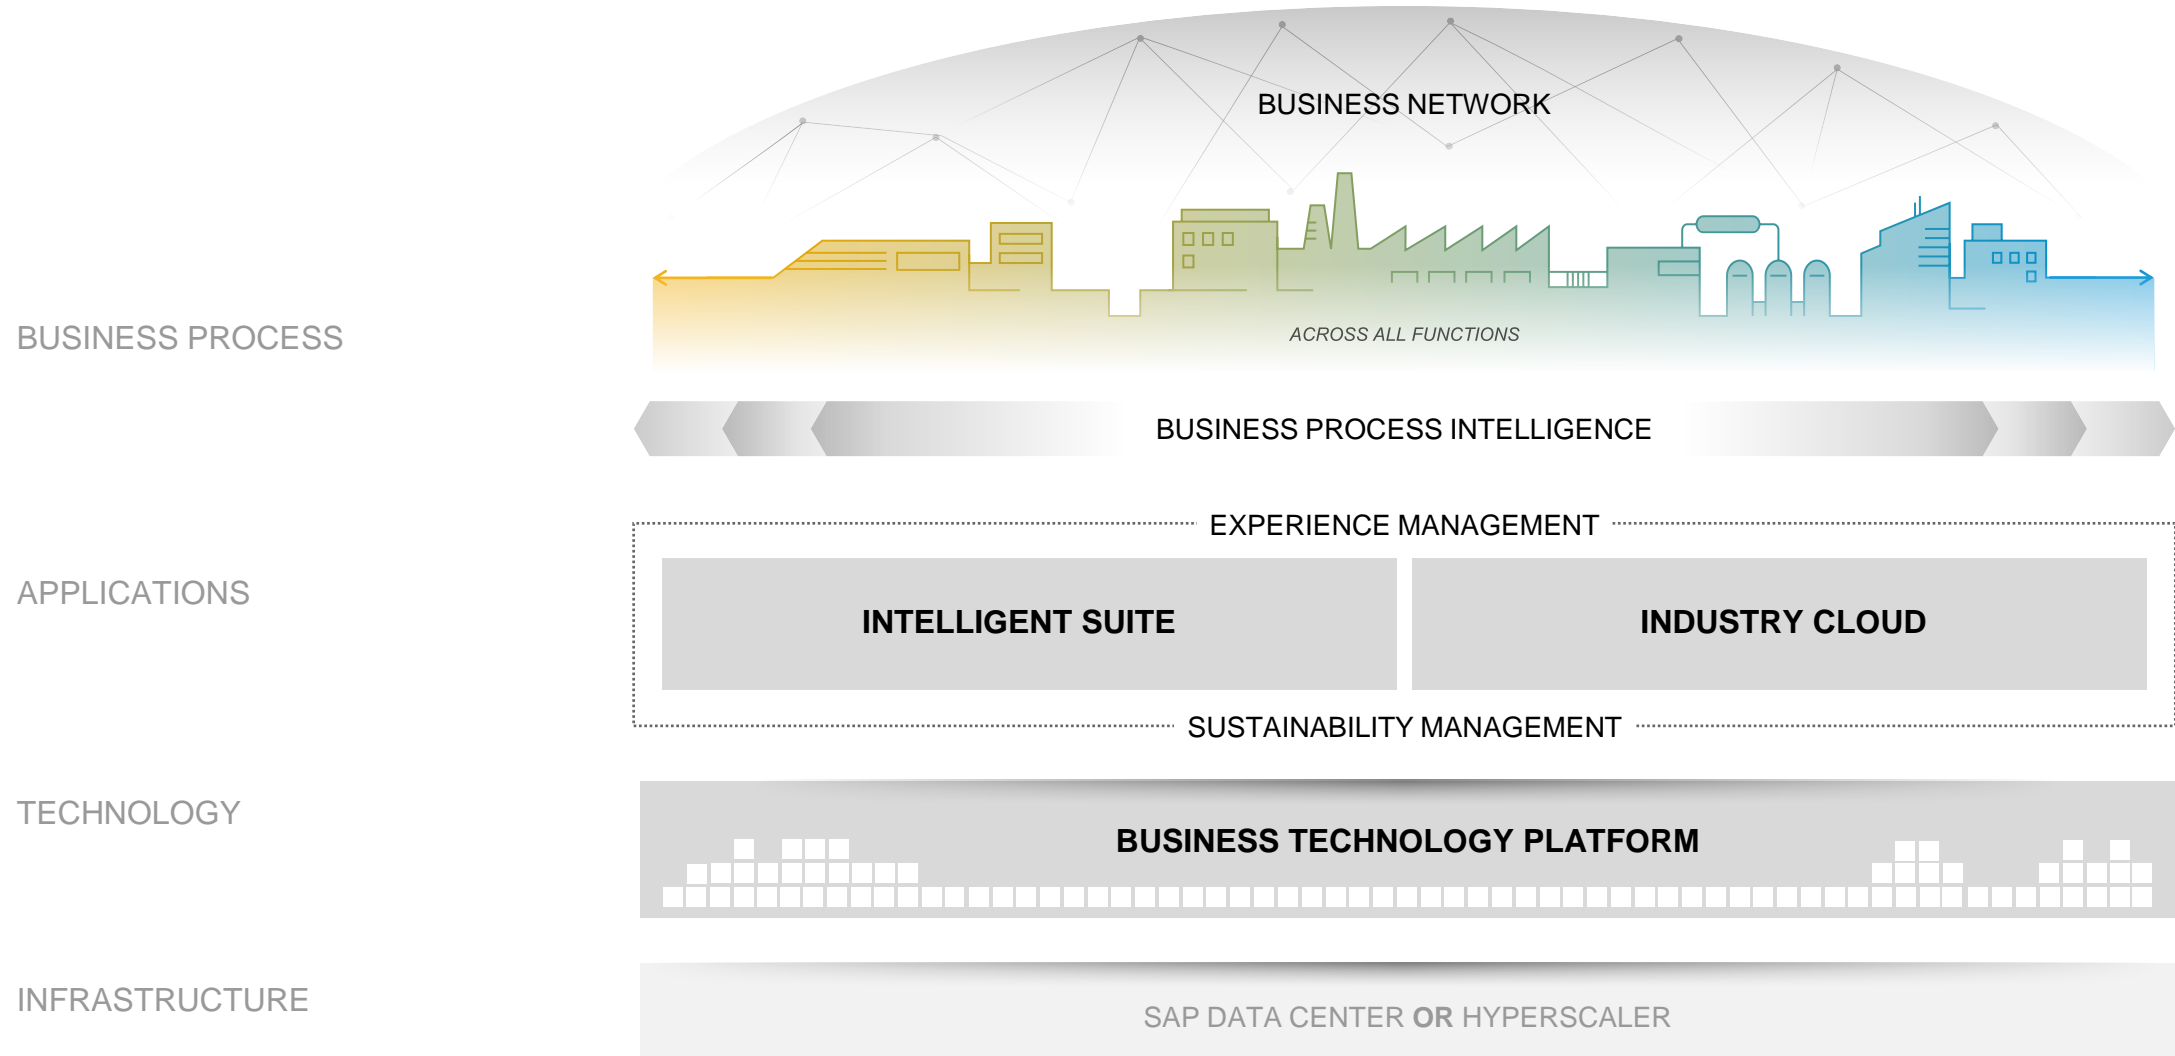 BUSINESS NETWORK
ACROSS ALL FUNCTIONS
BUSINESS PROCESS
BUSINESS PROCESS INTELLIGENCE
EXPERIENCE MANAGEMENT
APPLICATIONS
INTELLIGENT SUITE
INDUSTRY CLOUD
SUSTAINABILITY MANAGEMENT
TECHNOLOGY
BUSINESS TECHNOLOGY PLATFORM
INFRASTRUCTURE
SAP DATA CENTER OR HYPERSCALER